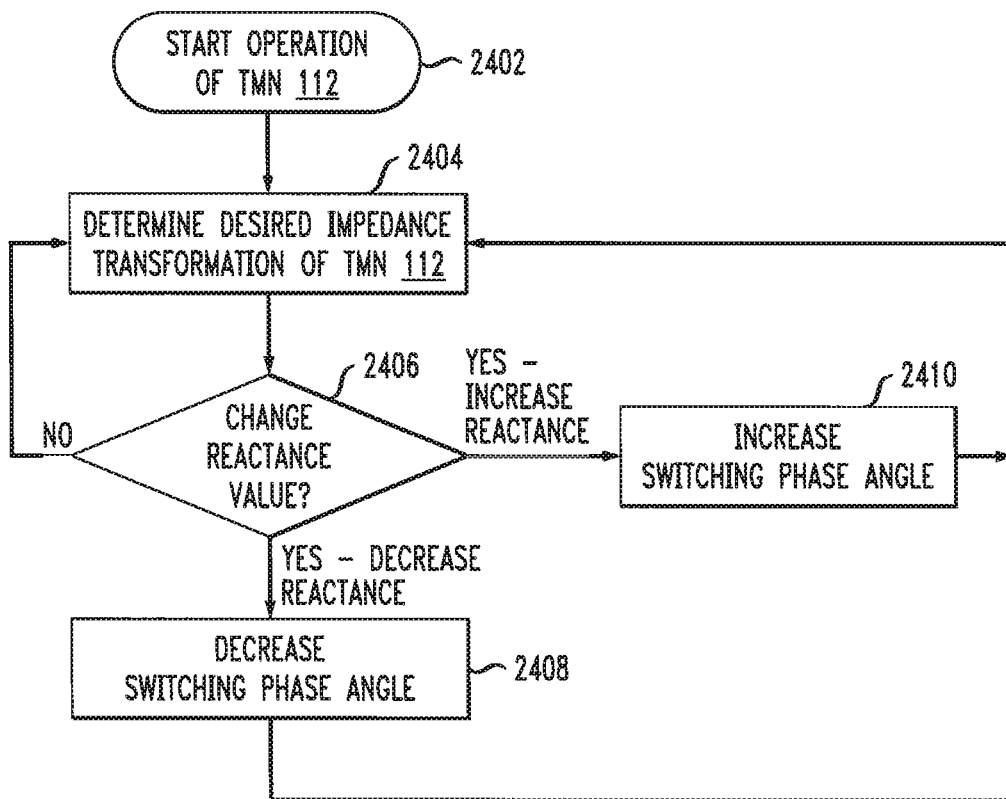 START OPERATION
OF TMN 112
2402
2404
DETERMINE DESIRED IMPEDANCE
TRANSFORMATION OF TMN 112
2406
CHANGE
REACTANCE
VALUE?
NO
YES –
INCREASE
REACTANCE
2410
INCREASE
SWITCHING PHASE ANGLE
YES – DECREASE
REACTANCE
DECREASE
SWITCHING PHASE ANGLE
2408